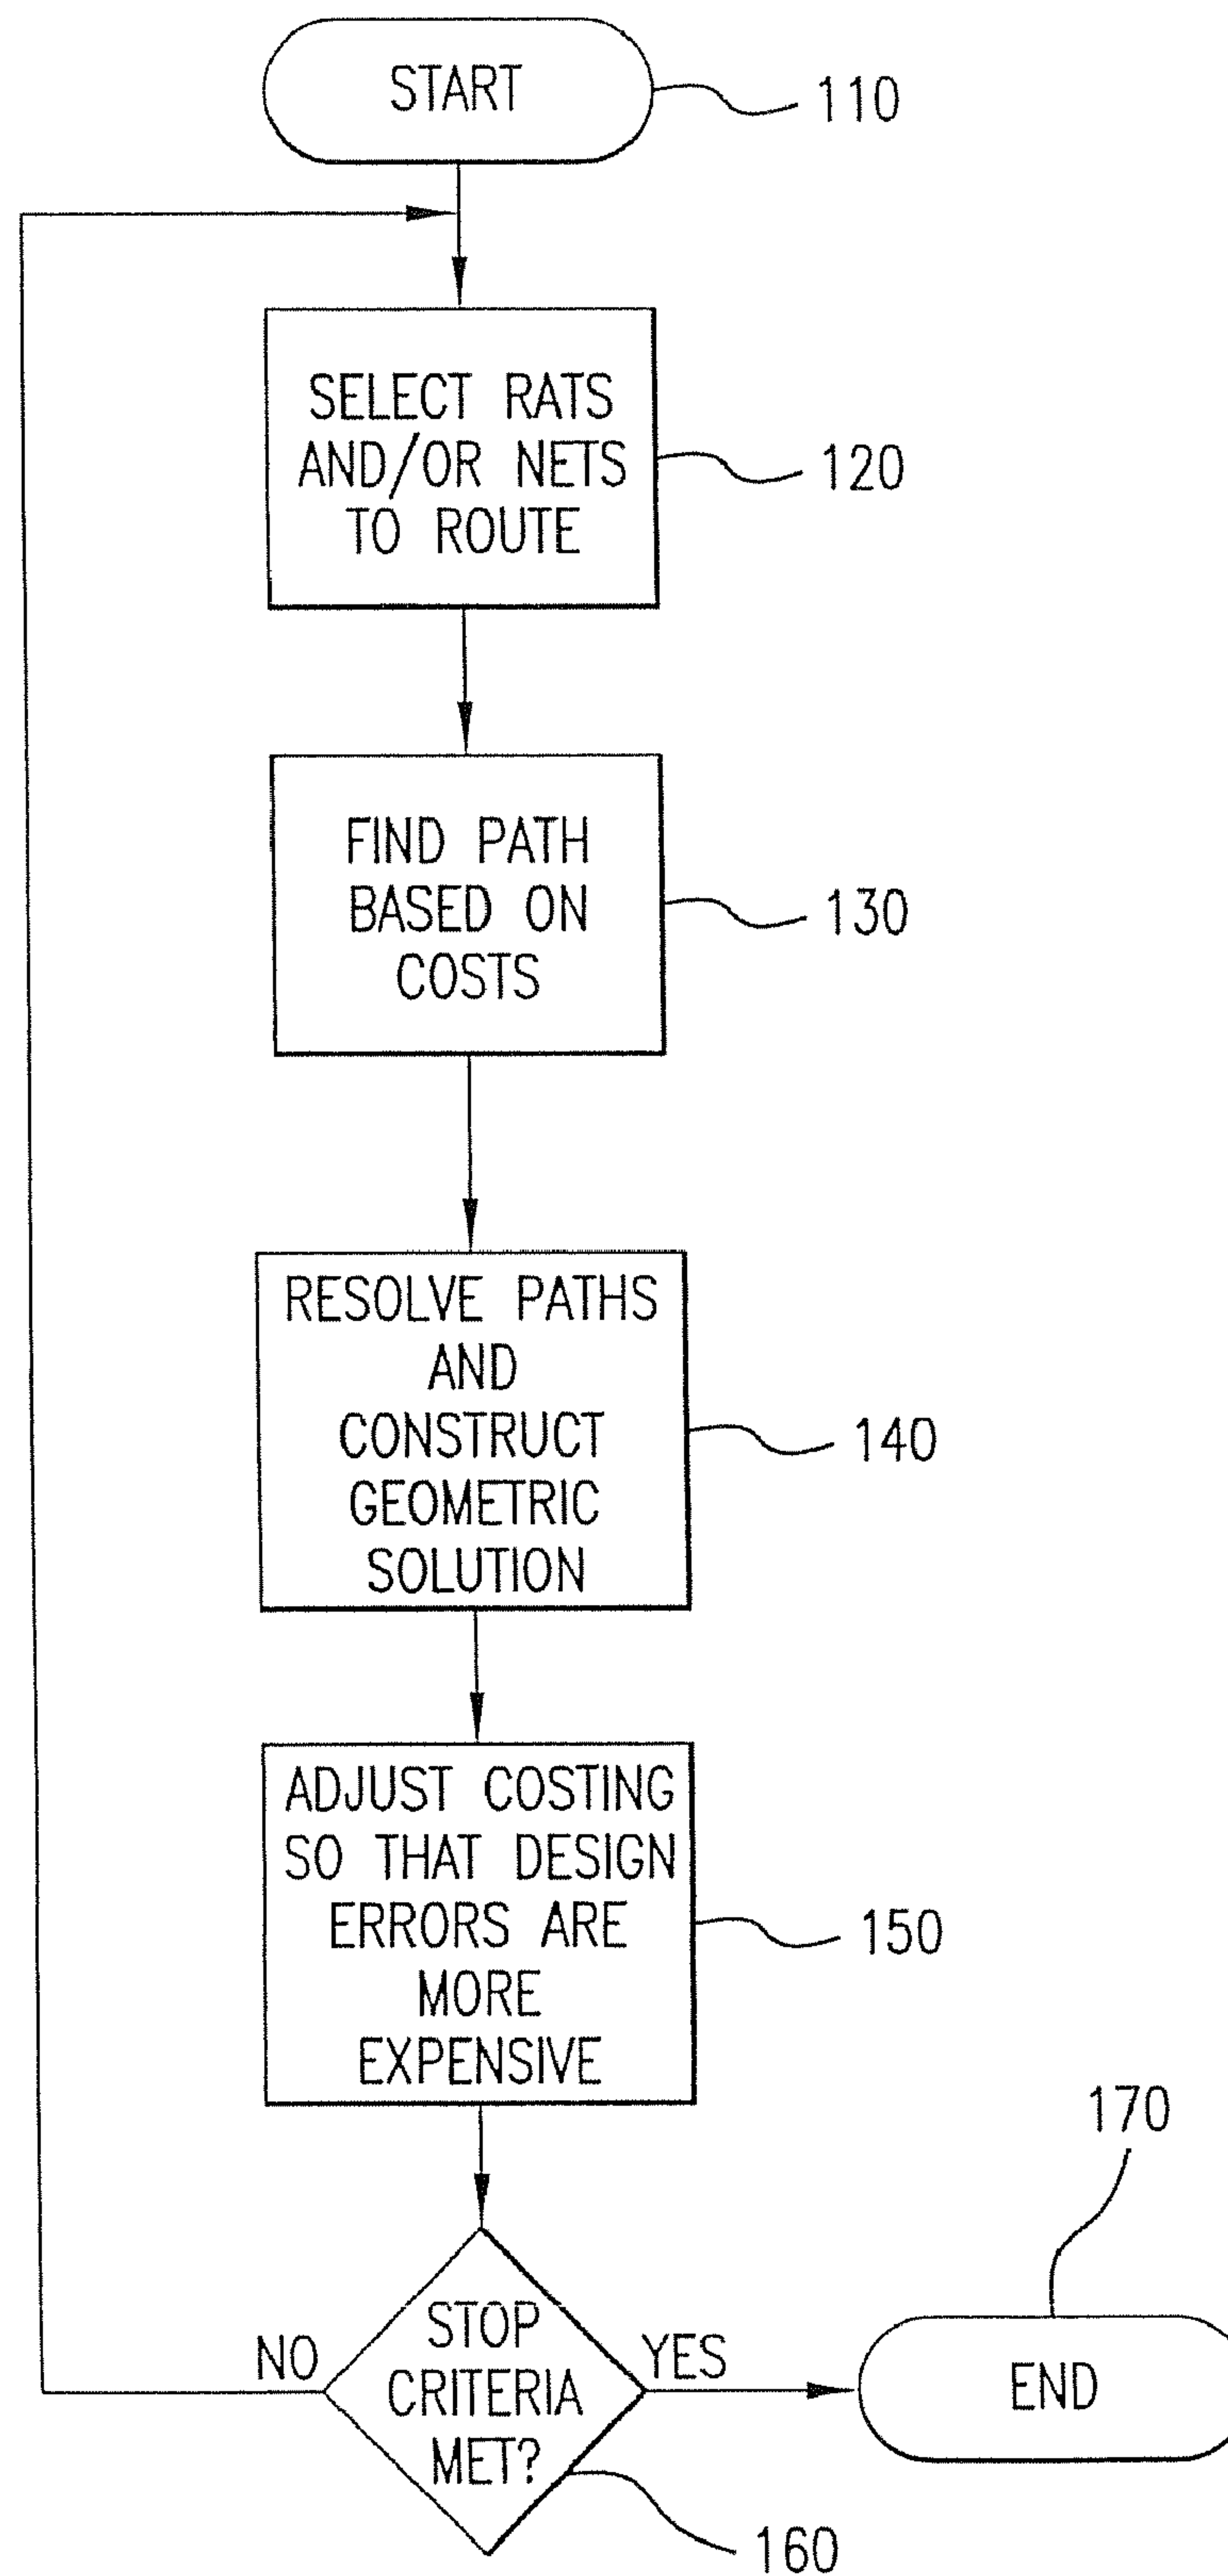 START
110
SELECT RATS
AND/OR NETS
TO ROUTE
120
FIND PATH
BASED ON
COSTS
130
RESOLVE PATHS
AND
CONSTRUCT
GEOMETRIC
SOLUTION
140
ADJUST COSTING
SO THAT DESIGN
ERRORS ARE
MORE
EXPENSIVE
150
170
NO
STOP
CRITERIA
MET?
YES
END
160